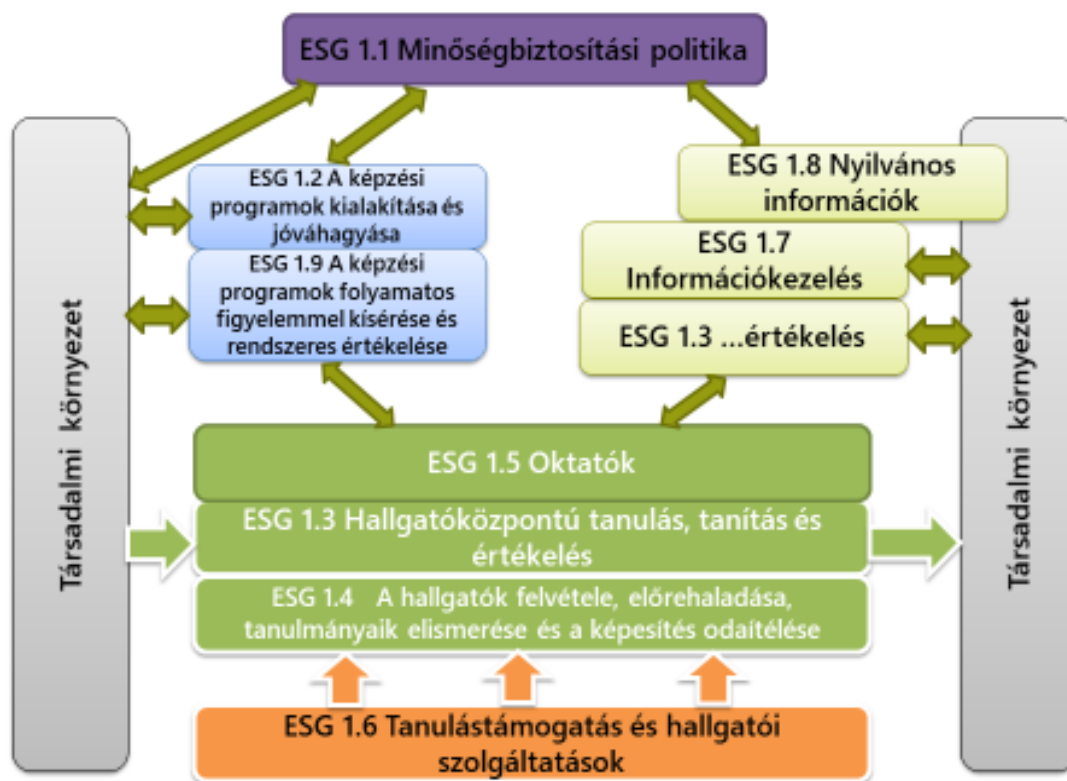 ESG 1.1 Minőségbiztosítási politika
Társadalmi környezet
ESG 1.2 A képzési
programok kialakítása és
jóváhagyása
ESG 1.9 A képzési
programok folyamatos
figyelemmel kísérése és
rendszeres értékelése
ESG 1.8 Nyilvános
információk
ESG 1.7
Információkezelés
ESG 1.3 ...értékelés
Társadalmi környezet
ESG 1.5 Oktatók
ESG 1.3 Hallgatóközpontú tanulás, tanítás és
értékelés
ESG 1.4 A hallgatók felvétele, előrehaladása,
tanulmányaik elismerése és a képesítés odaítélése
ESG 1.6 Tanulástámogatás és hallgatói
szolgáltatások